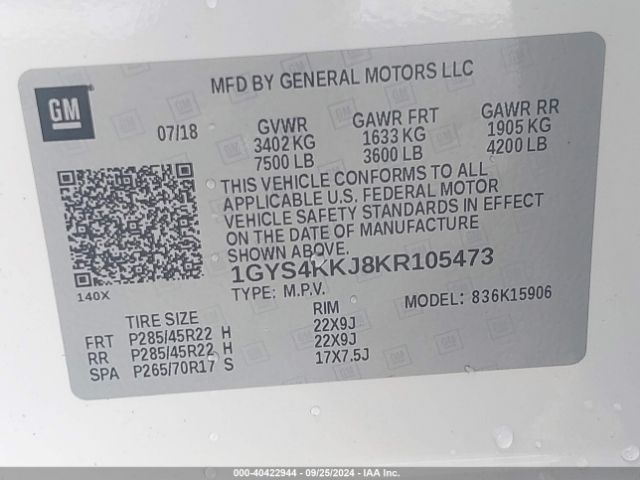 MFD BY GENERAL MOTORS LLC
GM
07/18
GVWR
3402 KG
7500 LB
GAWR FRT
1633 KG
3600 LB
GAWR RR
1905 KG
4200 LB
THIS VEHICLE CONFORMS TO ALL
APPLICABLE U.S. FEDERAL MOTOR
VEHICLE SAFETY STANDARDS IN EFFECT
ON THE DATE OF MANUFACTURE
SHOWN ABOVE.
1GYS4KKJ8KR105473
140X
TYPE: M.P.V.
MODEL: 836K15906
TIRE SIZE RIM
FRT P285/45R22 H 22X9J
RR P285/45R22 H 22X9J
SPA P265/70R17 S 17X7.5J
000-40422944 - 09/25/2024 - IAA Inc.